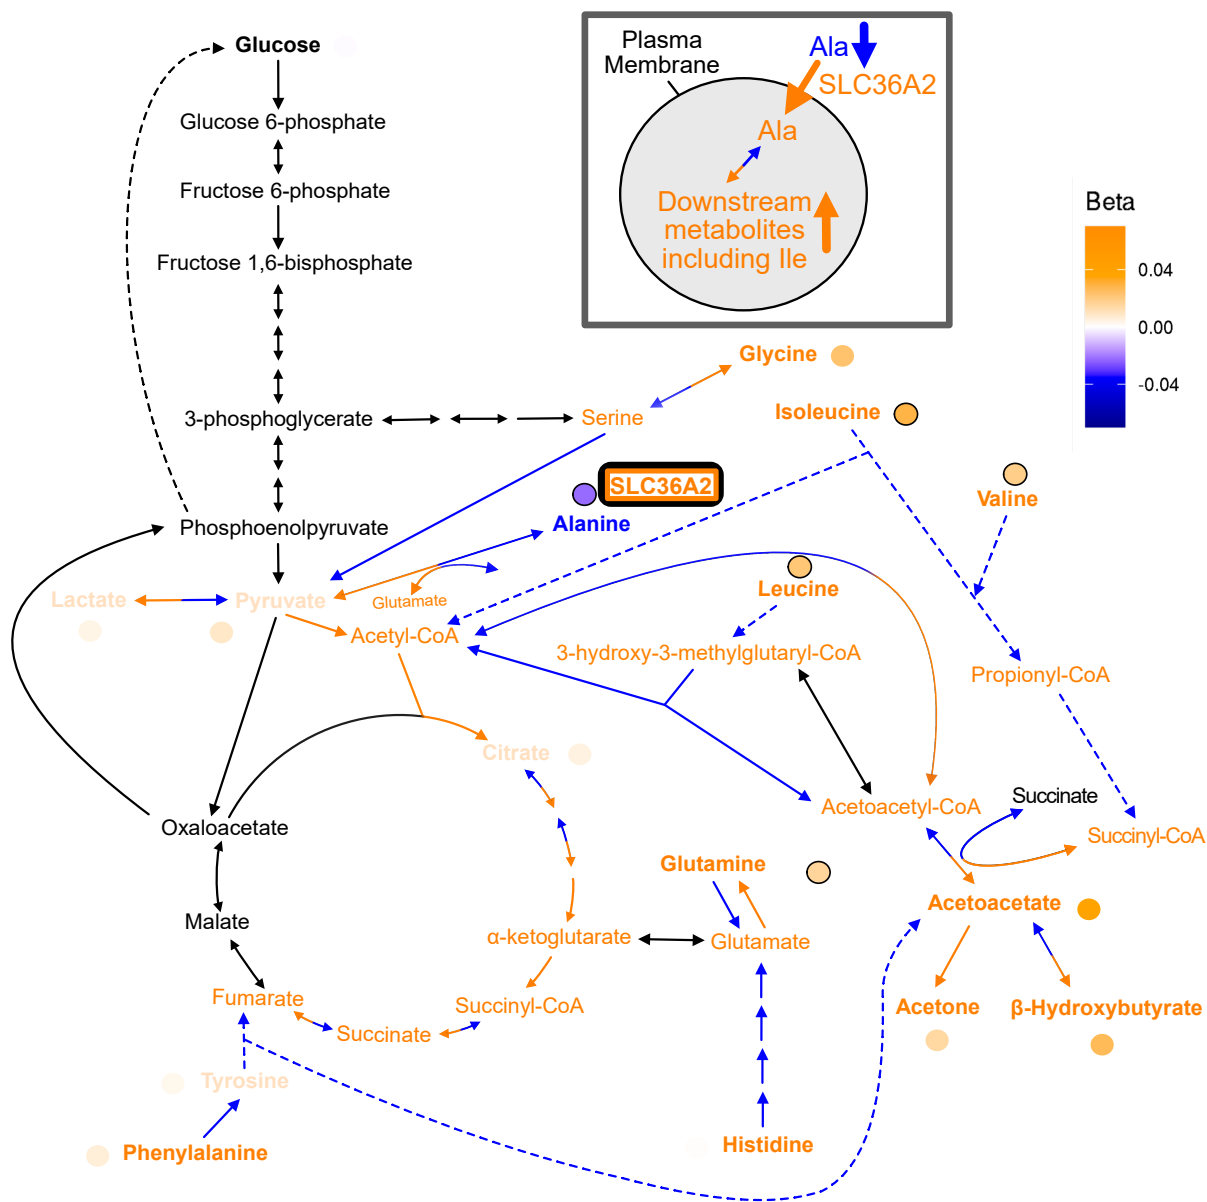 Glucose
Plasma
Membrane
Ala
SLC36A2
Ala
Downstream
metabolites
including Ile
Glucose 6-phosphate
Fructose 6-phosphate
Fructose 1,6-bisphosphate
Beta
0.04
0.00
-0.04
Glycine
3-phosphoglycerate
Serine
Isoleucine
SLC36A2
Alanine
Valine
Phosphoenolpyruvate
Lactate
Pyruvate
Glutamate
Leucine
Acetyl-CoA
3-hydroxy-3-methylglutaryl-CoA
Propionyl-CoA
Citrate
Oxaloacetate
Acetoacetyl-CoA
Succinate
Succinyl-CoA
Glutamine
Acetoacetate
Malate
α-ketoglutarate
Glutamate
Fumarate
Succinate
Succinyl-CoA
Acetone
β-Hydroxybutyrate
Tyrosine
Phenylalanine
Histidine